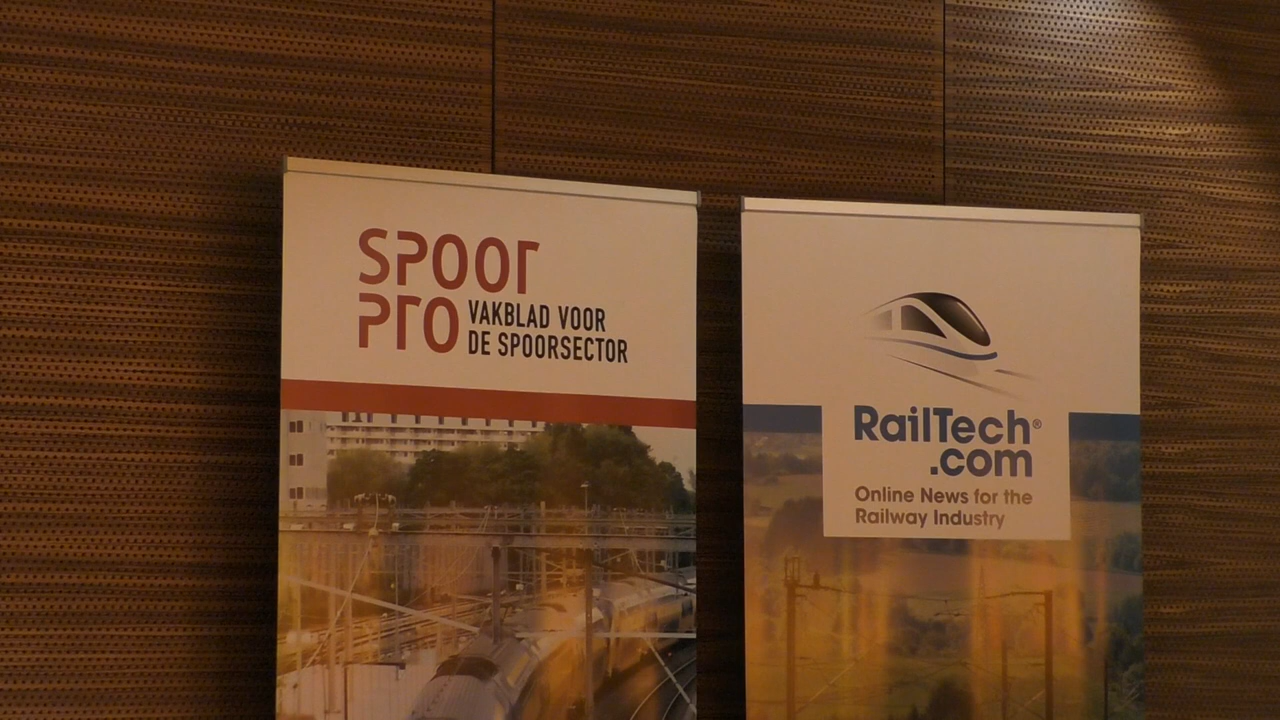 SPOOR
PRO
VAKBLAD VOOR
DE SPOORSECTOR
RailTech®
.com
Online News for the
Railway Industry